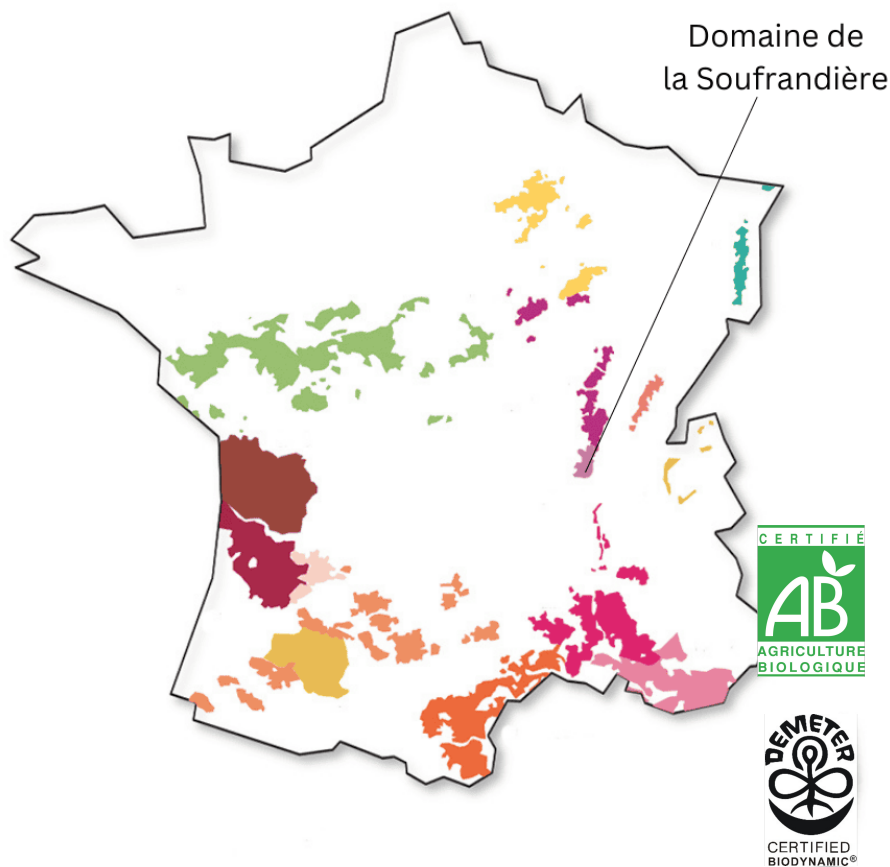 Domaine de
la Soufrandière
CERTIFIÉ
AB
AGRICULTURE
BIOLOGIQUE
DEMETER
CERTIFIED
BIODYNAMIC®